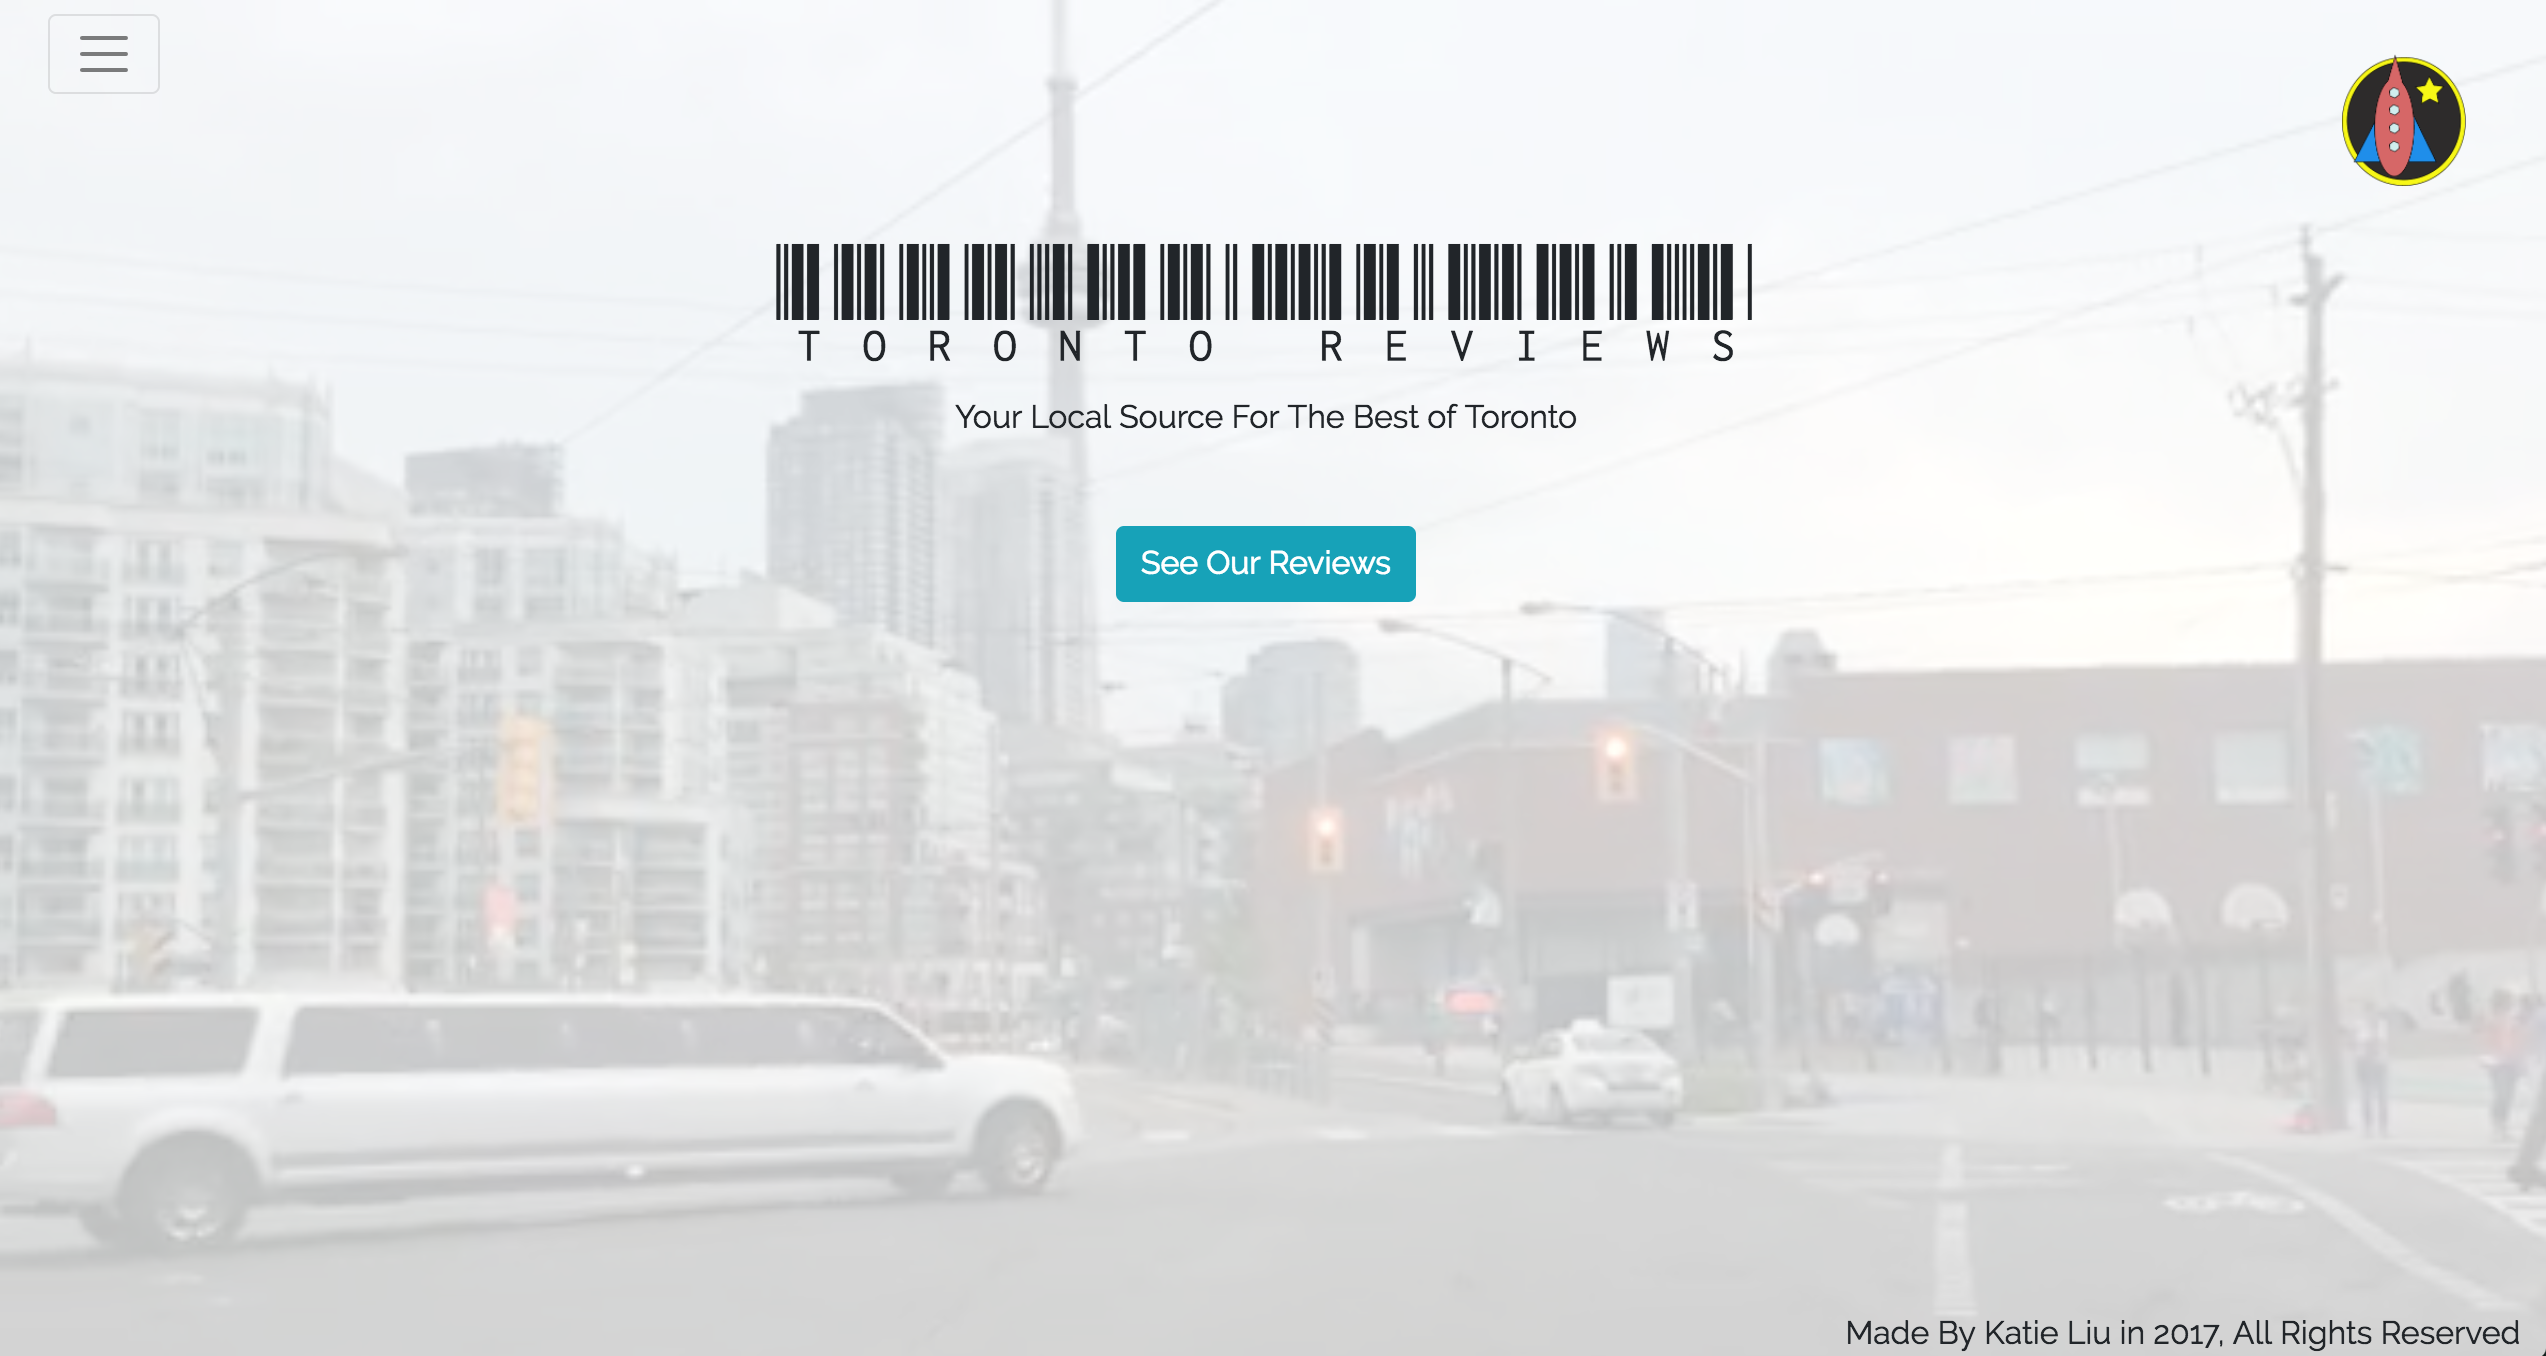 TORONTO REVIEWS
Your Local Source For The Best of Toronto
See Our Reviews
Made By Katie Liu in 2017, All Rights Reserved